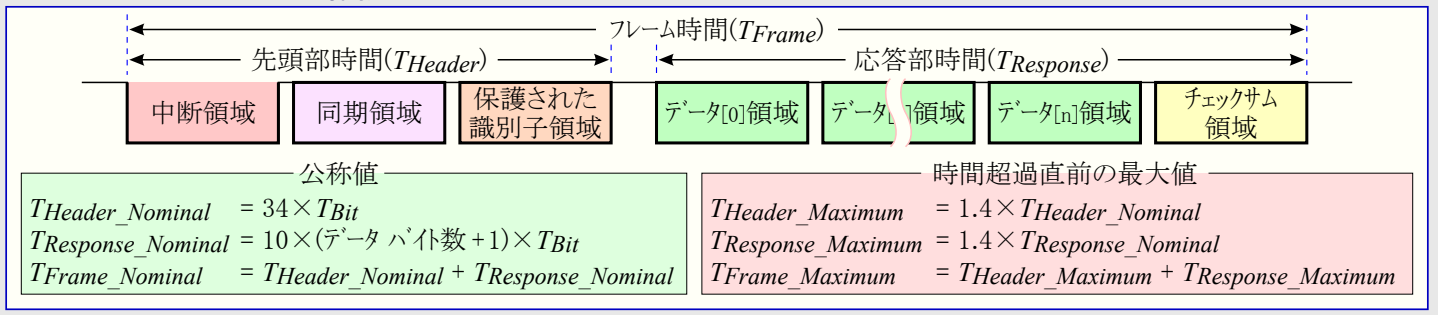 フレーム時間(TFrame)
先頭部時間(THeader)
応答部時間(TResponse)
中断領域
同期領域
保護された
識別子領域
データ[0]領域
データ[]領域
データ[n]領域
チェックサム
領域
公称値
THeader_Nominal = 34×TBit
TResponse_Nominal = 10×(データ バイト数+1)×TBit
TFrame_Nominal = THeader_Nominal + TResponse_Nominal
時間超過直前の最大値
THeader_Maximum = 1.4×THeader_Nominal
TResponse_Maximum = 1.4×TResponse_Nominal
TFrame_Maximum = THeader_Maximum + TResponse_Maximum